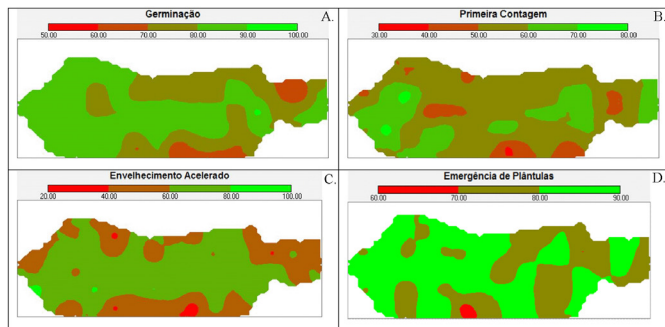 Germinação
A.
50.00 60.00 70.00 80.00 90.00 100.00
Primeira Contagem
B.
30.00 40.00 50.00 60.00 70.00 80.00
Envelhecimento Acelerado
C.
20.00 40.00 60.00 80.00 100.00
Emergência de Plântulas
D.
60.00 70.00 80.00 90.00